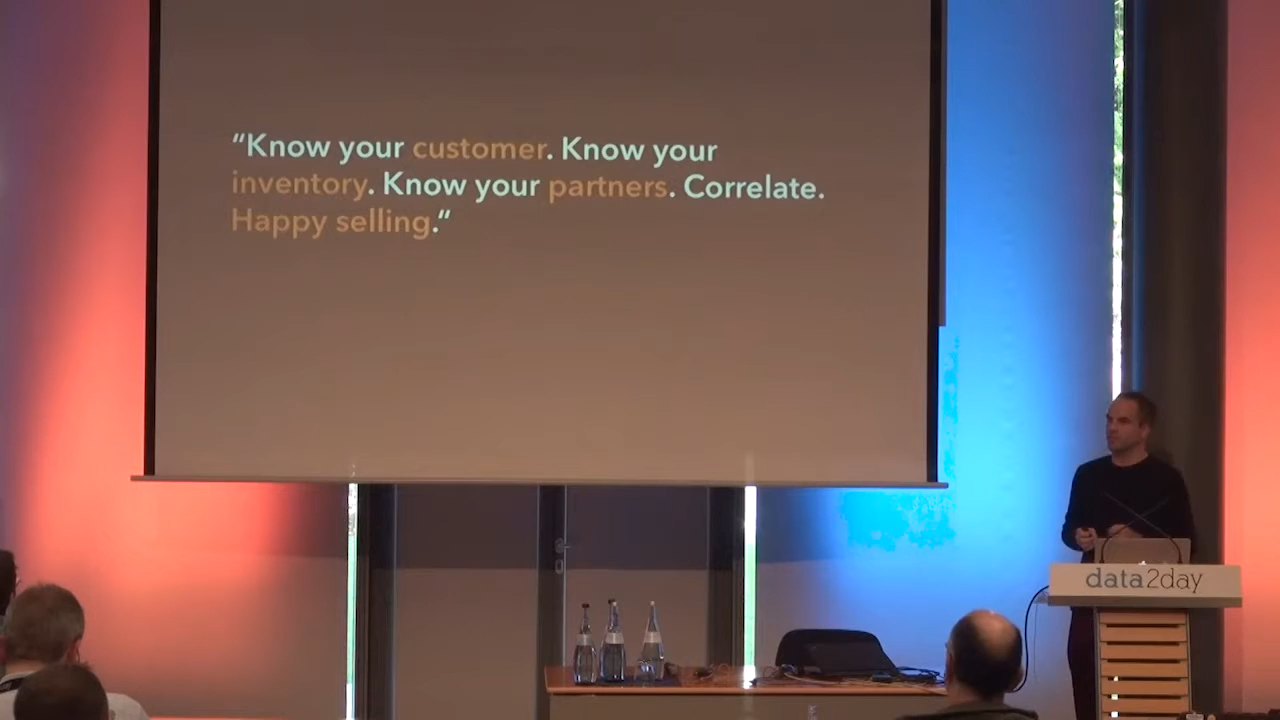 “Know your customer. Know your
inventory. Know your partners. Correlate.
Happy selling.“
data2day